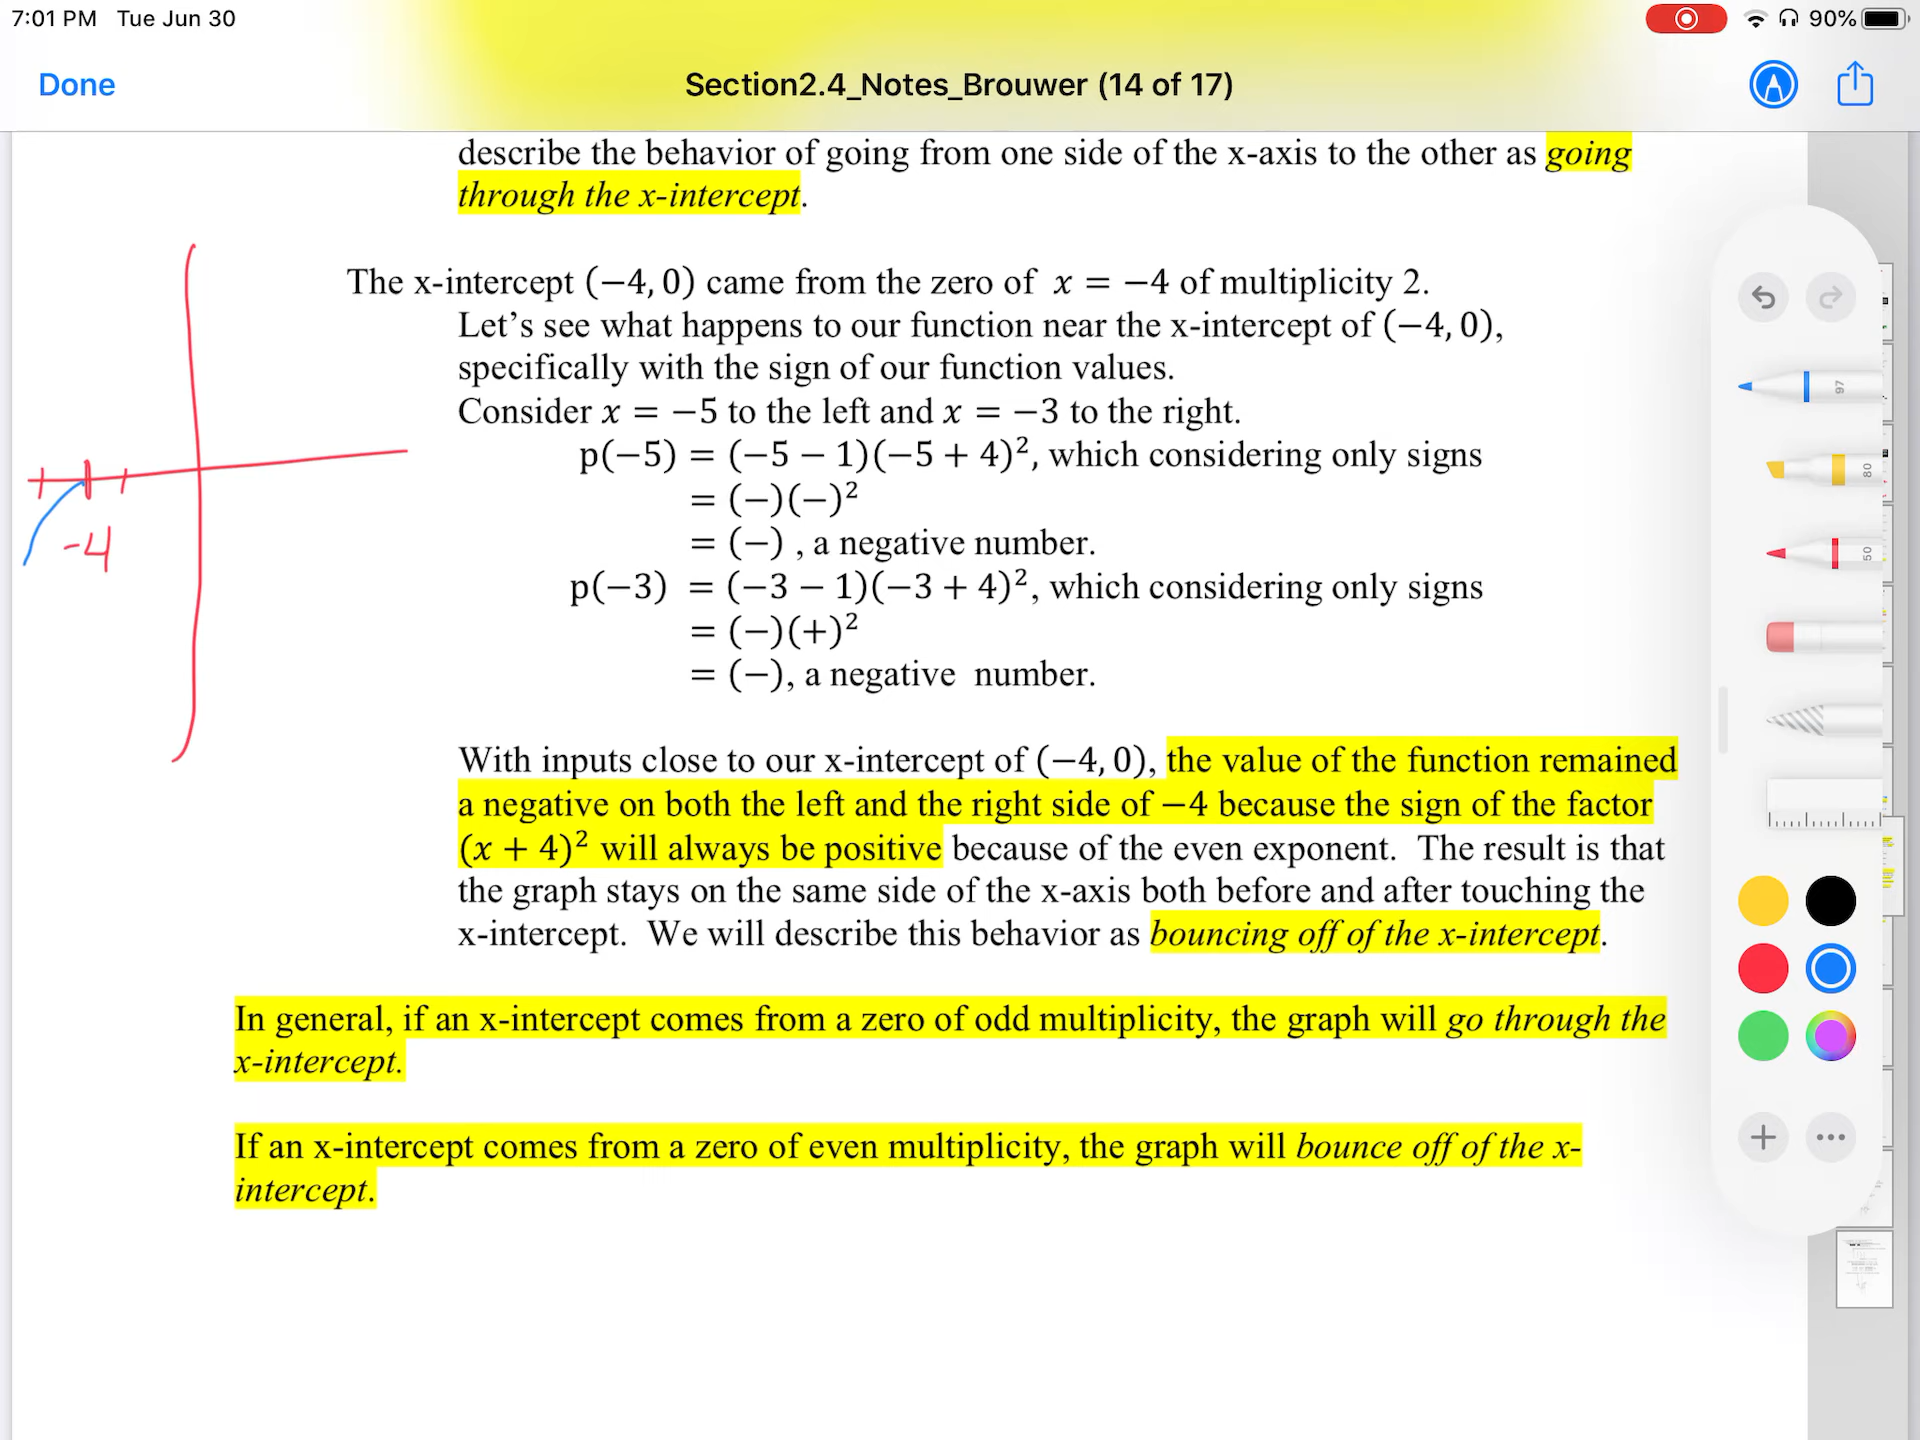 7:01 PM Tue Jun 30
90%
Done
Section2.4_Notes_Brouwer (14 of 17)
describe the behavior of going from one side of the x-axis to the other as going
through the x-intercept.
The x-intercept (−4, 0) came from the zero of x = −4 of multiplicity 2.
Let’s see what happens to our function near the x-intercept of (−4, 0),
specifically with the sign of our function values.
Consider x = −5 to the left and x = −3 to the right.
p(−5) = (−5 − 1)(−5 + 4)², which considering only signs
= (−)(−)²
= (−) , a negative number.
p(−3) = (−3 − 1)(−3 + 4)², which considering only signs
= (−)(+)²
= (−), a negative number.
-4
With inputs close to our x-intercept of (−4, 0), the value of the function remained
a negative on both the left and the right side of −4 because the sign of the factor
(x + 4)² will always be positive because of the even exponent. The result is that
the graph stays on the same side of the x-axis both before and after touching the
x-intercept. We will describe this behavior as bouncing off of the x-intercept.
In general, if an x-intercept comes from a zero of odd multiplicity, the graph will go through the
x-intercept.
If an x-intercept comes from a zero of even multiplicity, the graph will bounce off of the x-
intercept.
97
80
50